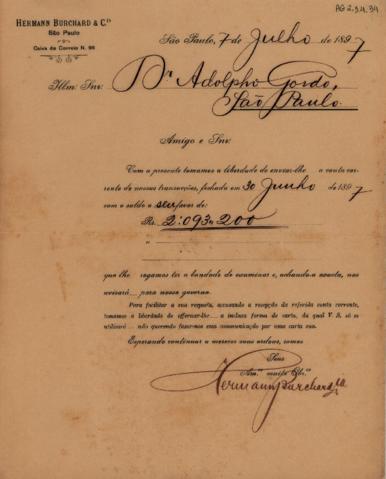 AG 2.9.4.34
HERMANN BURCHARD & Cª
São Paulo
Caixa do Correio N. 96
São Paulo, 7 de Julho de 1897
Illm: Snr: Dr Adolpho Gordo,
São Paulo.
Amigo e Snr:
Com a presente tomamos a liberdade de enviar-lhe a conta cor-
rente de nossas transacções, fechada em 30 Junho de 1897
com o saldo a seu favor de:
Rs. 2:093$200
"
que lhe rogamos ter a bondade de examinar e, achando-a exacta, nos
avisará para nosso governo.
Para facilitar a sua resposta, accusando a recepção da referida conta corrente,
tomamos a liberdade de offerecer-lhe a inclusa forma de carta, da qual V. S. só se
utilisará não querendo fazer-nos essa communicação por uma carta sua.
Esperando continuar a merecer suas ordens, somos
Seus
Am.ᵒˢ muito Obr.ᵒˢ
Hermann Burchard & Cia